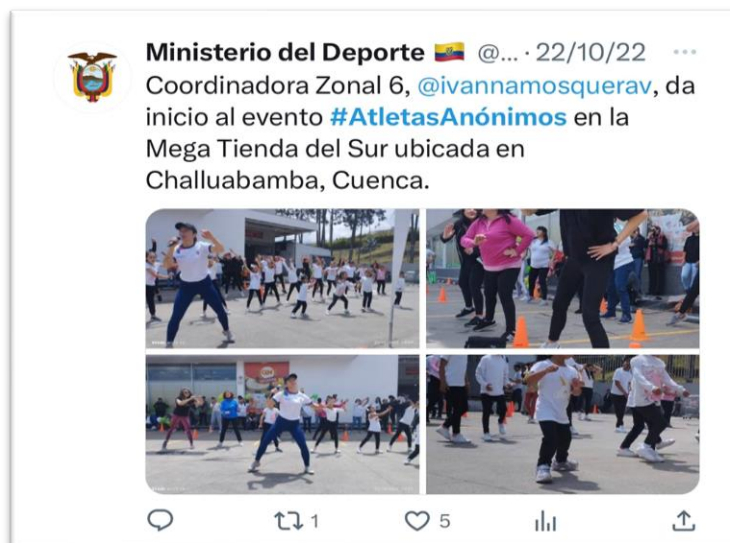 Ministerio del Deporte 🇪🇨 @... · 22/10/22
Coordinadora Zonal 6, @ivannamosquerav, da
inicio al evento #AtletasAnónimos en la
Mega Tienda del Sur ubicada en
Challuabamba, Cuenca.
1
5